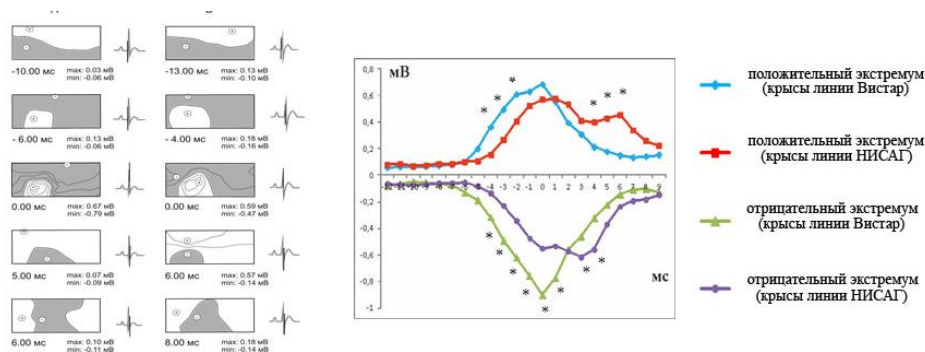 -10.00 мс
max: 0.03 мВ
min: -0.06 мВ
-13.00 мс
max: 0.13 мВ
min: -0.10 мВ
- 6.00 мс
max: 0.13 мВ
min: -0.06 мВ
- 4.00 мс
max: 0.18 мВ
min: -0.16 мВ
0.00 мс
max: 0.67 мВ
min: -0.79 мВ
0.00 мс
max: 0.59 мВ
min: -0.47 мВ
5.00 мс
max: 0.07 мВ
min: -0.09 мВ
6.00 мс
max: 0.57 мВ
min: -0.14 мВ
6.00 мс
max: 0.10 мВ
min: -0.11 мВ
8.00 мс
max: 0.18 мВ
min: -0.14 мВ
мВ
0,8
0,6
0,4
0,2
0
-0,2
-0,4
-0,6
-0,8
-1
-5 -4 -3 -2 -1 0 1 2 3 4 5 6 7 8 9
мс
* * *
* * * *
* * * * * * * *
положительный экстремум
(крысы линии Вистар)
положительный экстремум
(крысы линии НИСАГ)
отрицательный экстремум
(крысы линии Вистар)
отрицательный экстремум
(крысы линии НИСАГ)